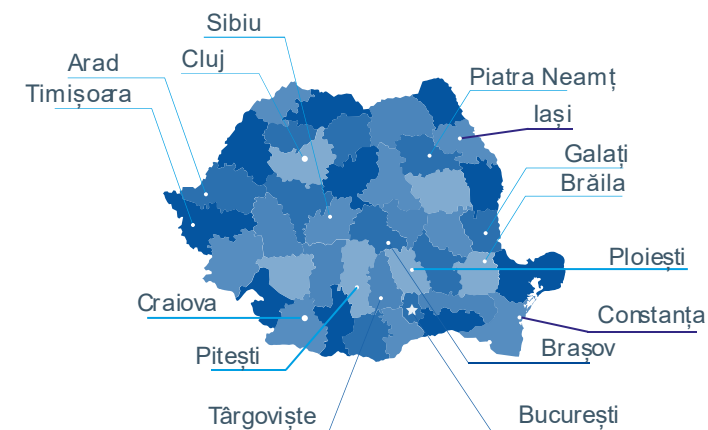 Sibiu
Cluj
Arad
Timișoara
Piatra Neamț
Iași
Galați
Brăila
Ploiești
Craiova
Constanța
Pitești
Brașov
Târgoviște
București